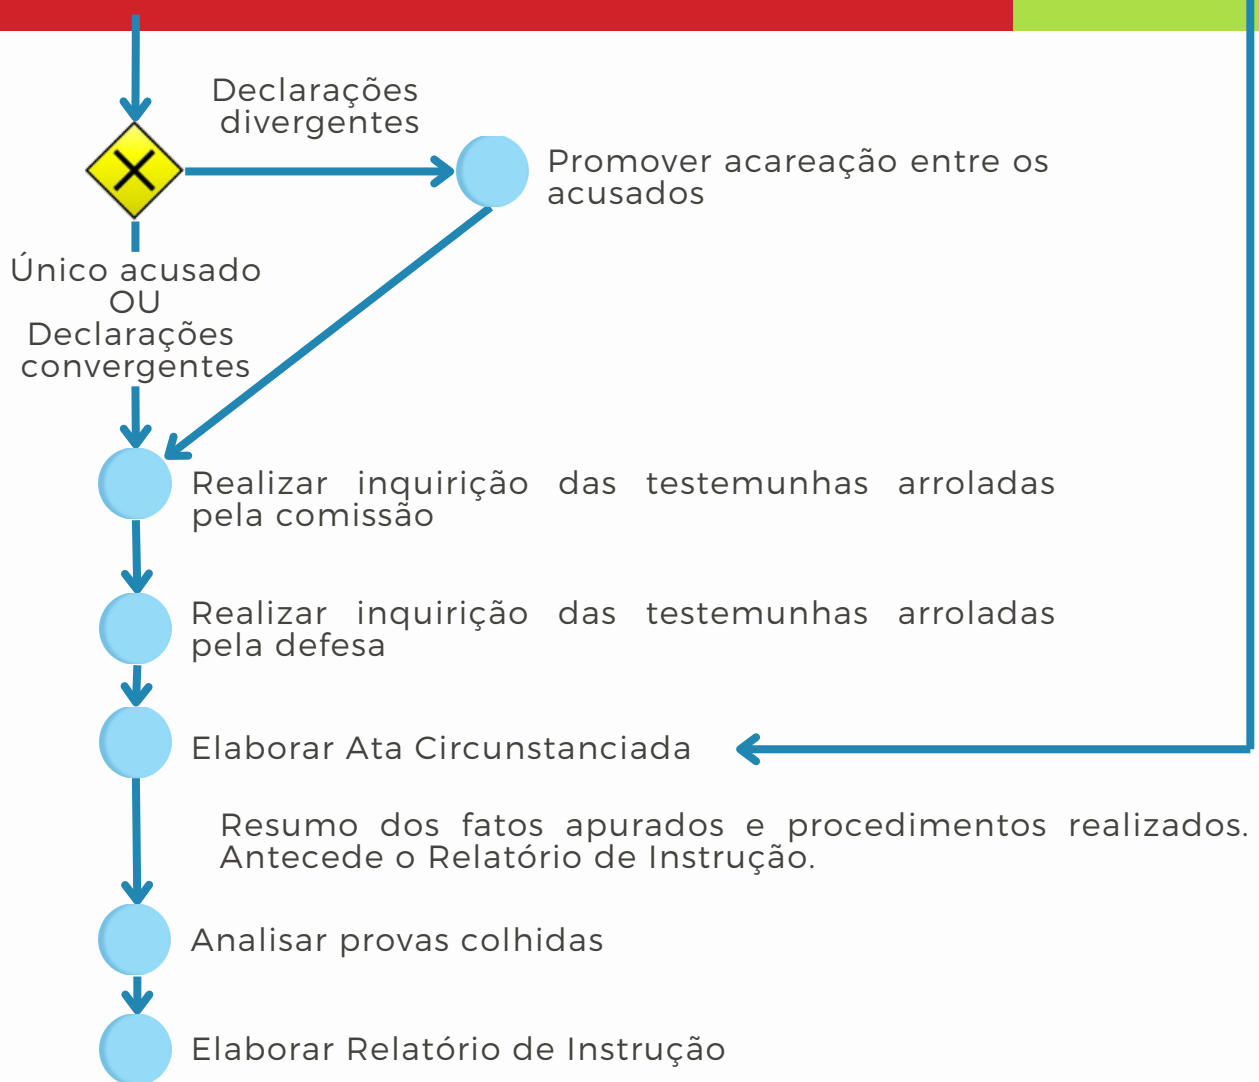 Declarações
divergentes
Promover acareação entre os
acusados
Único acusado
OU
Declarações
convergentes
Realizar inquirição das testemunhas arroladas
pela comissão
Realizar inquirição das testemunhas arroladas
pela defesa
Elaborar Ata Circunstanciada
Resumo dos fatos apurados e procedimentos realizados.
Antecede o Relatório de Instrução.
Analisar provas colhidas
Elaborar Relatório de Instrução